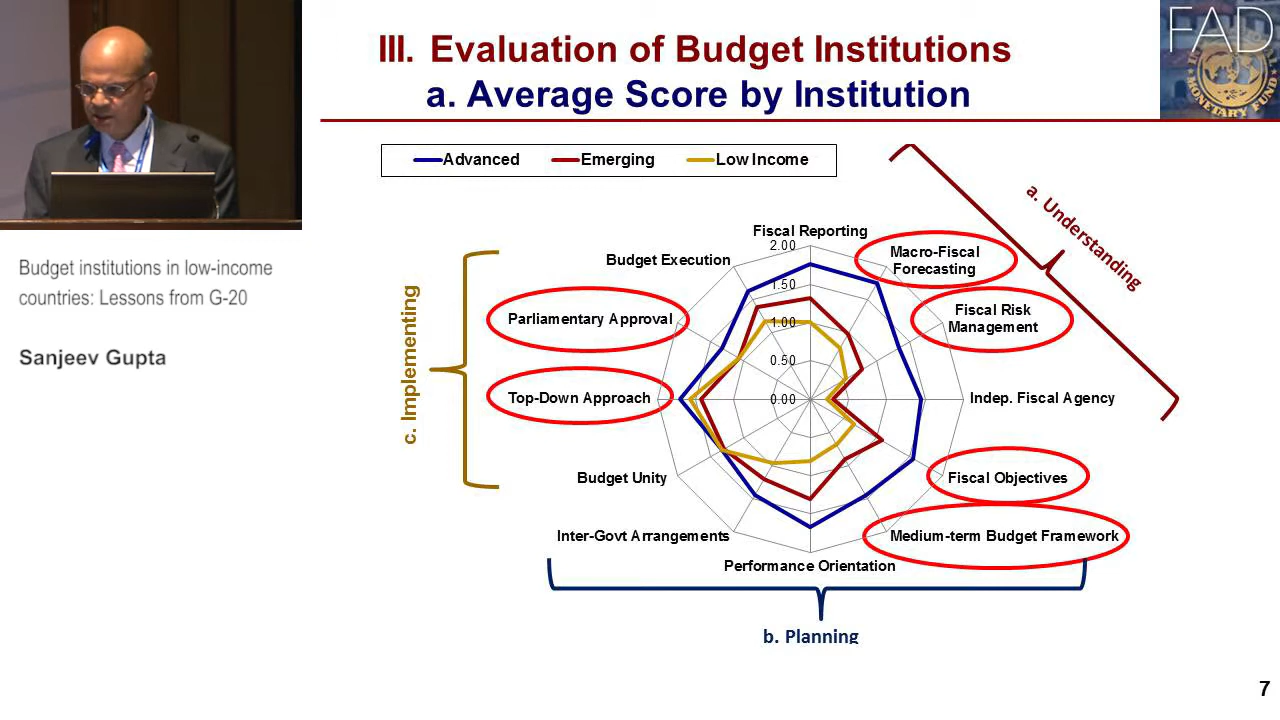 III. Evaluation of Budget Institutions
a. Average Score by Institution
FAD
INTERNATIONAL MONETARY FUND
Budget institutions in low-income
countries: Lessons from G-20
Sanjeev Gupta
Advanced
Emerging
Low Income
a. Understanding
Fiscal Reporting
2.00
1.50
1.00
0.50
0.00
Macro-Fiscal
Forecasting
Fiscal Risk
Management
Indep. Fiscal Agency
Fiscal Objectives
Medium-term Budget Framework
Performance Orientation
Inter-Govt Arrangements
Budget Unity
Top-Down Approach
Parliamentary Approval
Budget Execution
c. Implementing
b. Planning
7